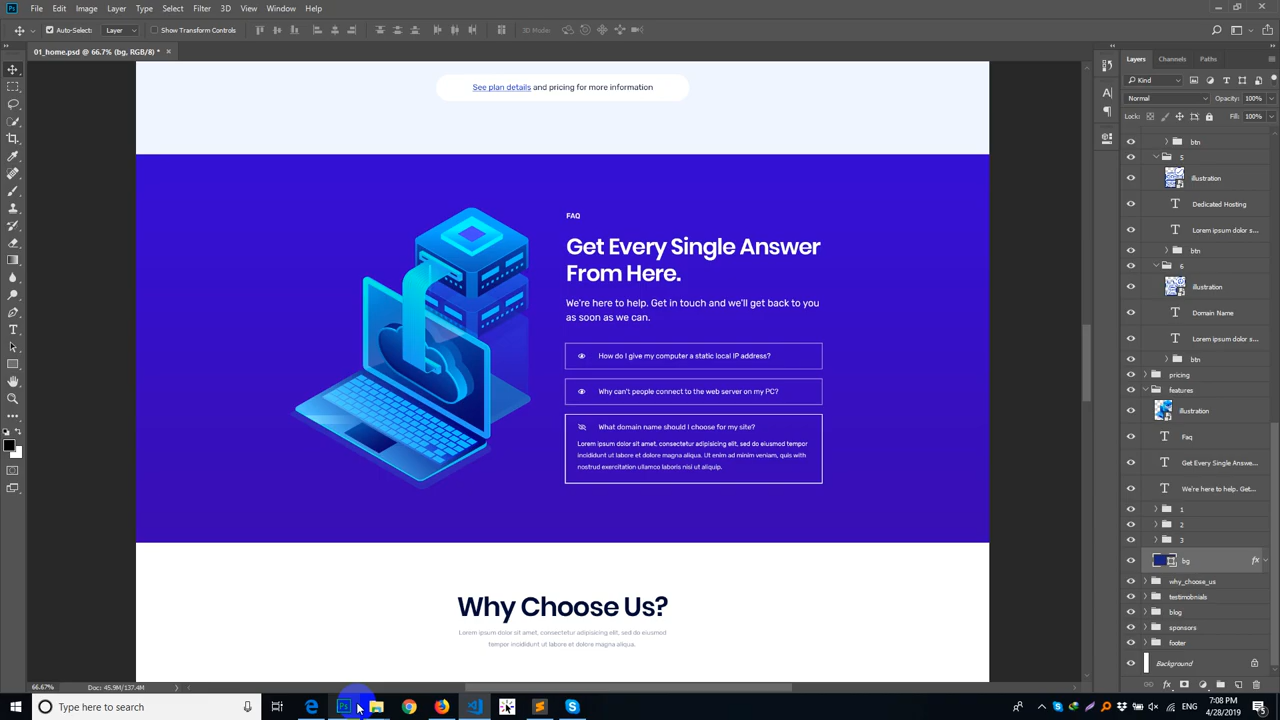 Ps File Edit Image Layer Type Select Filter 3D View Window Help
Auto-Select: Layer Show Transform Controls 3D Mode:
01_home.psd @ 66.7% (bg, RGB/8) * ×
Layers Channels Paths
Kind
Normal Opacity: 100%
Lock: Fill: 100%
btn
5
illustration
Dedicated Hosting
Lorem ipsum dolor s...
btn
6
illustration
Domain Name
Lorem ipsum dolor s...
btn
pricing
features
illustration
Faq
Get Every Single Answe...
We're here to help. Get...
1
2
3
bg fx
why_choose_us
testimobnials
blog
sponsors
footer
Background
See plan details and pricing for more information
FAQ
Get Every Single Answer
From Here.
We're here to help. Get in touch and we'll get back to you
as soon as we can.
How do I give my computer a static local IP address?
Why can't people connect to the web server on my PC?
What domain name should I choose for my site?
Lorem ipsum dolor sit amet, consectetur adipisicing elit, sed do eiusmod tempor
incididunt ut labore et dolore magna aliqua. Ut enim ad minim veniam, quis with
nostrud exercitation ullamco laboris nisi ut aliquip.
Why Choose Us?
Lorem ipsum dolor sit amet, consectetur adipisicing elit, sed do eiusmod
tempor incididunt ut labore et dolore magna aliqua.
66.67% Doc: 45.9M/137.4M
Type here to search
ENG
7:08 PM
4/28/2019